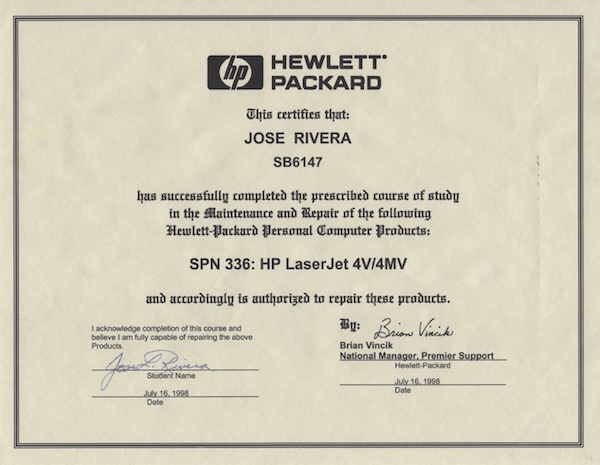 hp HEWLETT
PACKARD
This certifies that:
JOSE RIVERA
SB6147
has successfully completed the prescribed course of study
in the Maintenance and Repair of the following
Hewlett-Packard Personal Computer Products:
SPN 336: HP LaserJet 4V/4MV
and accordingly is authorized to repair these products.
I acknowledge completion of this course and
believe I am fully capable of repairing the above
Products.
Jose L. Rivera
Student Name
July 16, 1998
Date
By: Brian Vincik
Brian Vincik
National Manager, Premier Support
Hewlett-Packard
July 16, 1998
Date